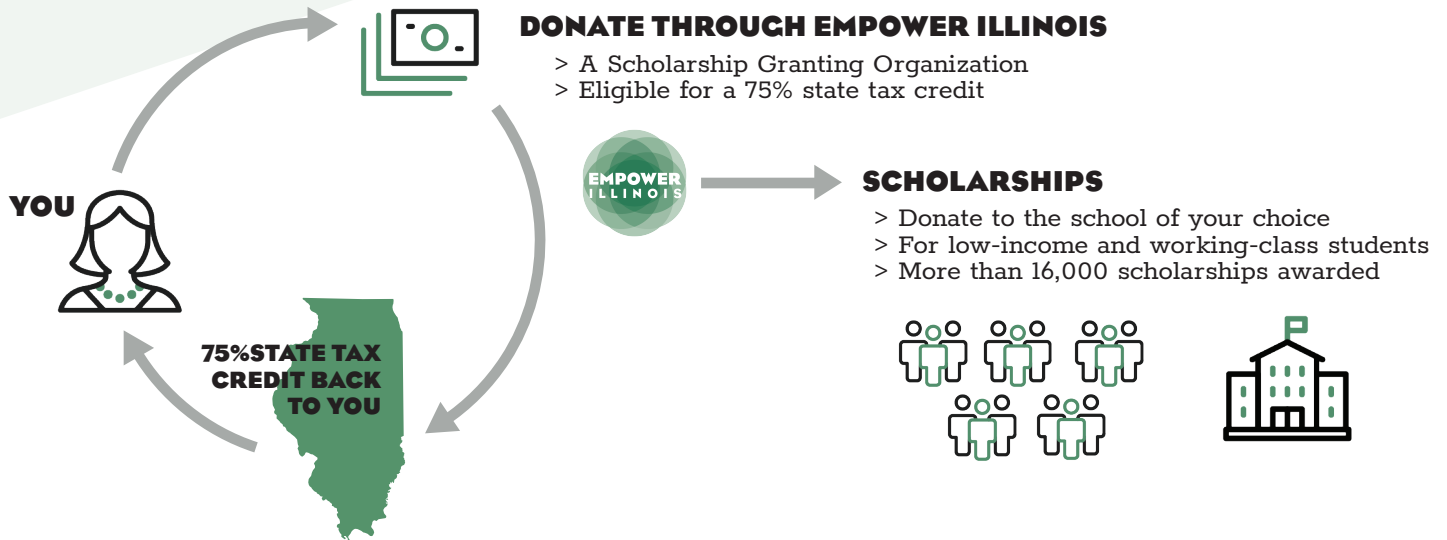 DONATE THROUGH EMPOWER ILLINOIS
> A Scholarship Granting Organization
> Eligible for a 75% state tax credit
EMPOWER
ILLINOIS
SCHOLARSHIPS
> Donate to the school of your choice
> For low-income and working-class students
> More than 16,000 scholarships awarded
YOU
75%STATE TAX
CREDIT BACK
TO YOU